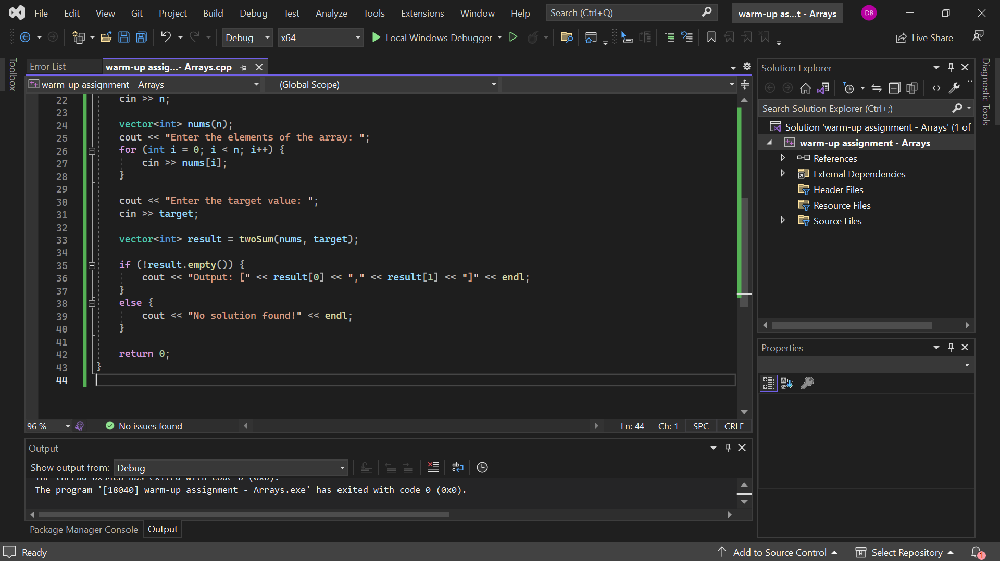 File Edit View Git Project Build Debug Test Analyze Tools Extensions Window Help Search (Ctrl+Q) warm-up as...t - Arrays DB
Debug x64 Local Windows Debugger Live Share
Toolbox
Error List warm-up assig...- Arrays.cpp
warm-up assignment - Arrays (Global Scope)
22 cin >> n;
23
24 vector<int> nums(n);
25 cout << "Enter the elements of the array: ";
26 for (int i = 0; i < n; i++) {
27 cin >> nums[i];
28 }
29
30 cout << "Enter the target value: ";
31 cin >> target;
32
33 vector<int> result = twoSum(nums, target);
34
35 if (!result.empty()) {
36 cout << "Output: [" << result[0] << "," << result[1] << "]" << endl;
37 }
38 else {
39 cout << "No solution found!" << endl;
40 }
41
42 return 0;
43 }
44
96 % No issues found Ln: 44 Ch: 1 SPC CRLF
Output
Show output from: Debug
The program '[18040] warm-up assignment - Arrays.exe' has exited with code 0 (0x0).
Package Manager Console Output
Solution Explorer
Search Solution Explorer (Ctrl+;)
Solution 'warm-up assignment - Arrays' (1 of
warm-up assignment - Arrays
References
External Dependencies
Header Files
Resource Files
Source Files
Properties
Diagnostic Tools
Ready Add to Source Control Select Repository 1